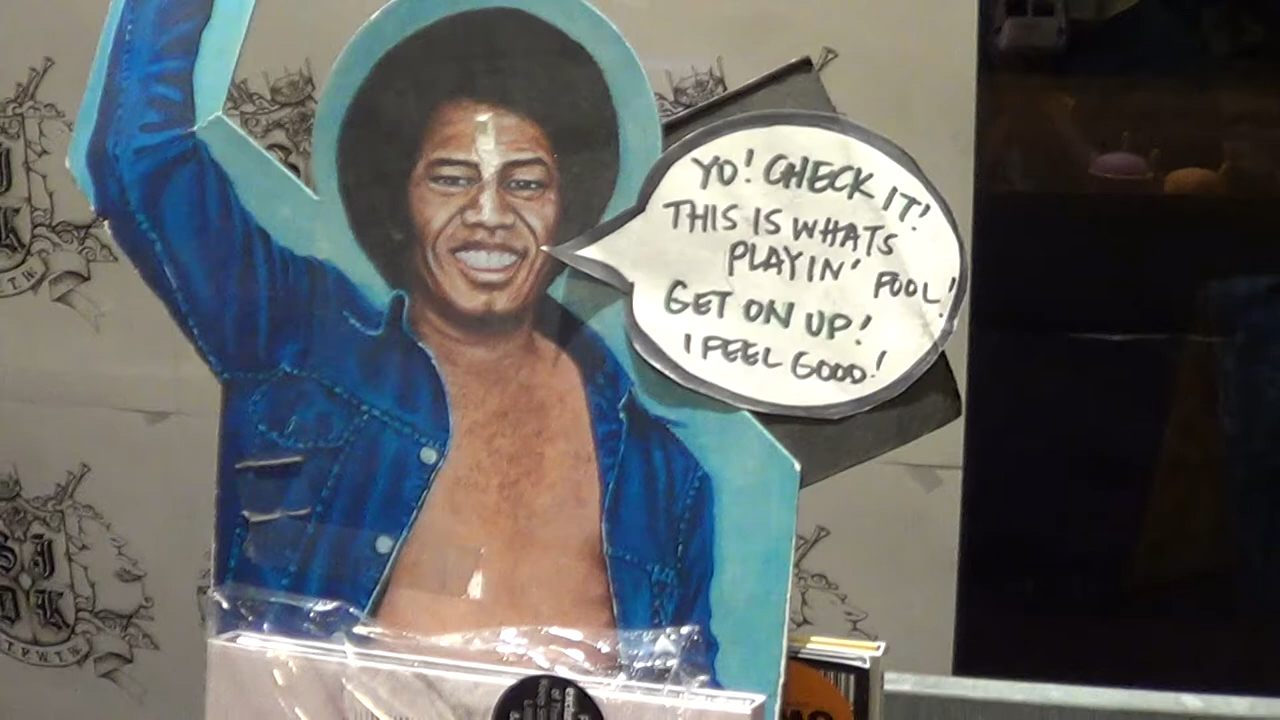 YO! CHECK IT!
THIS IS WHATS
PLAYIN' FOOL!
GET ON UP!
I FEEL GOOD!